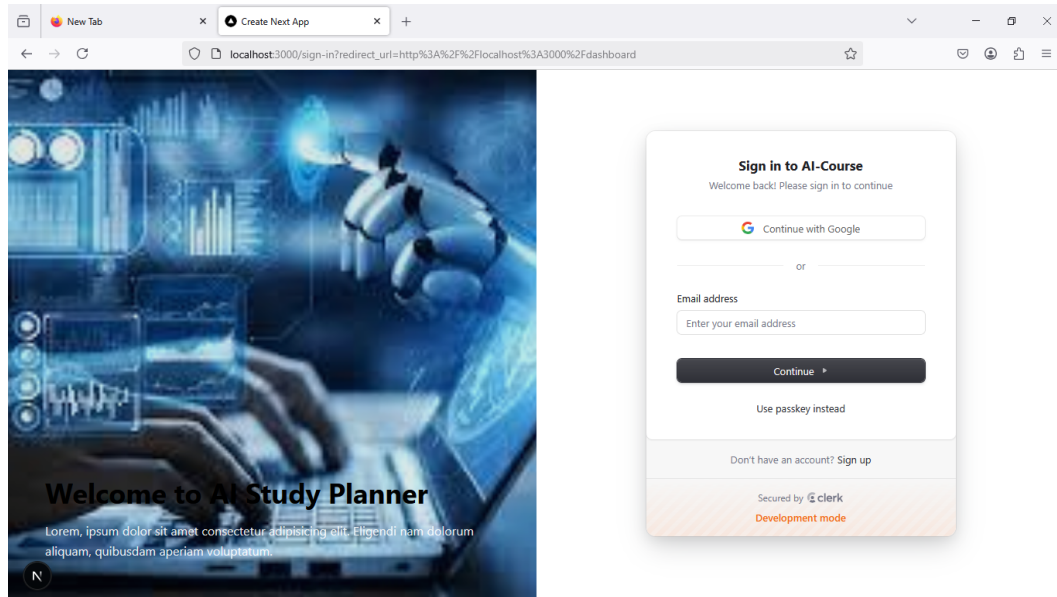 New Tab
Create Next App
localhost:3000/sign-in?redirect_url=http%3A%2F%2Flocalhost%3A3000%2Fdashboard
Welcome to AI Study Planner
Lorem, ipsum dolor sit amet consectetur adipisicing elit. Eligendi nam dolorum
aliquam, quibusdam aperiam voluptatum.
N
Sign in to AI-Course
Welcome back! Please sign in to continue
Continue with Google
or
Email address
Enter your email address
Continue
Use passkey instead
Don't have an account? Sign up
Secured by clerk
Development mode